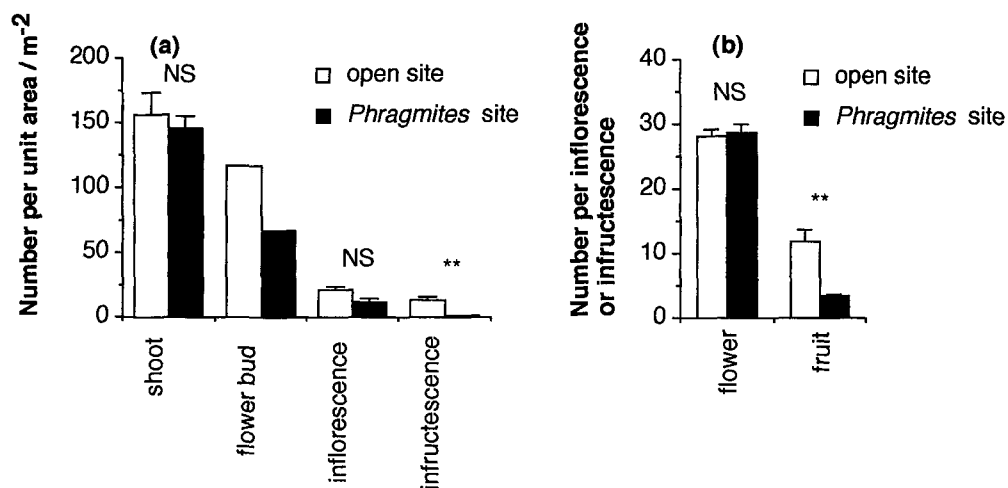 (a)
Number per unit area / m-2
200
150
100
50
0
NS
NS
**
open site
Phragmites site
shoot
flower bud
inflorescence
infructescence
(b)
Number per inflorescence
or infructescence
40
30
20
10
0
NS
**
open site
Phragmites site
flower
fruit